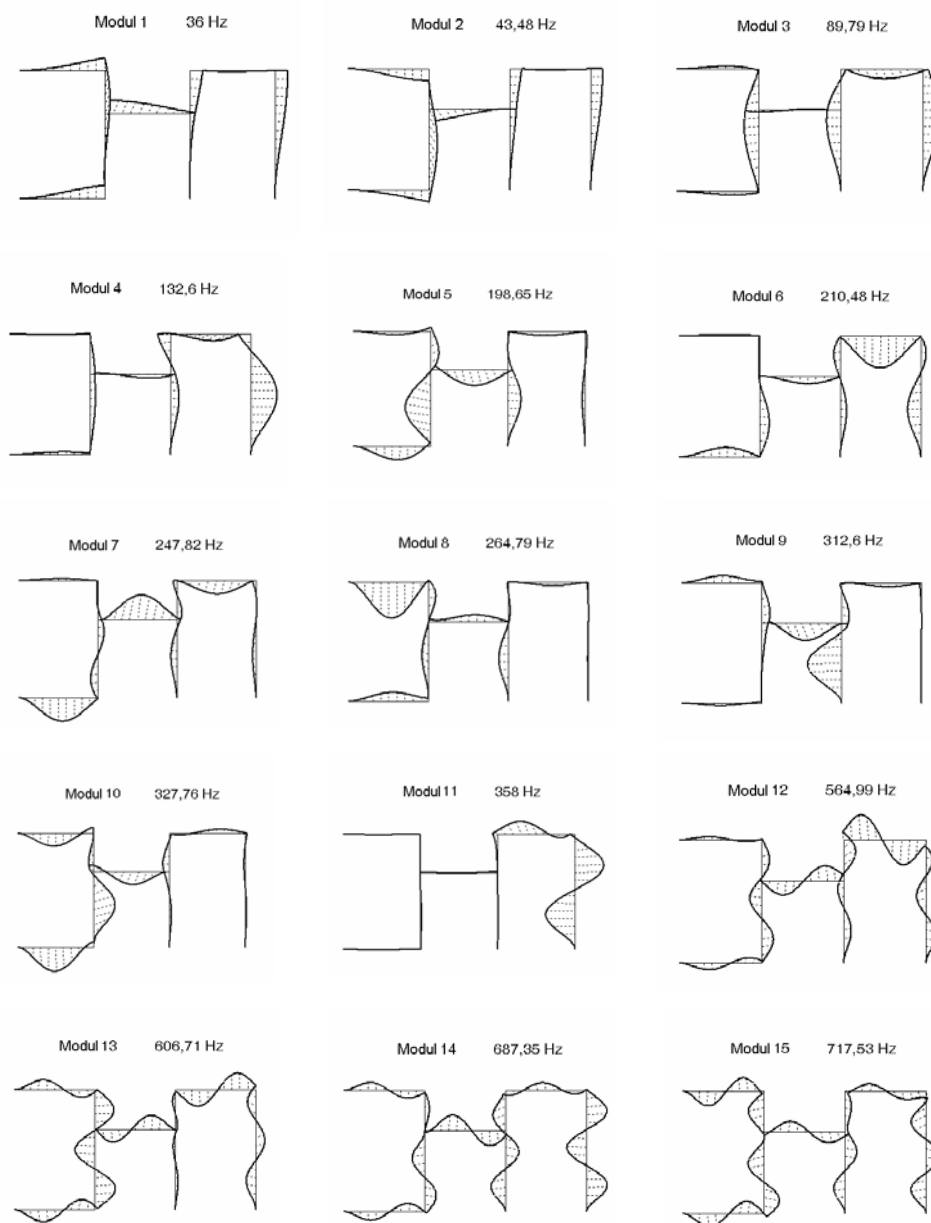 Modul 1 36 Hz
Modul 2 43,48 Hz
Modul 3 89,79 Hz
Modul 4 132,6 Hz
Modul 5 198,65 Hz
Modul 6 210,48 Hz
Modul 7 247,82 Hz
Modul 8 264,79 Hz
Modul 9 312,6 Hz
Modul 10 327,76 Hz
Modul 11 358 Hz
Modul 12 564,99 Hz
Modul 13 606,71 Hz
Modul 14 687,35 Hz
Modul 15 717,53 Hz